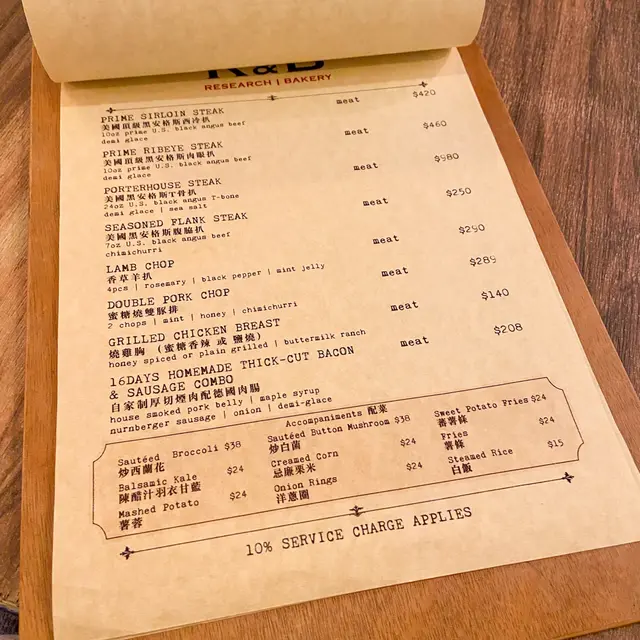 R&B
RESEARCH | BAKERY
PRIME SIRLOIN STEAK meat $420
美國頂級黑安格斯西冷扒
10oz prime U.S. black angus beef
demi glace
PRIME RIBEYE STEAK meat $460
美國頂級黑安格斯肉眼扒
10oz prime U.S. black angus beef
demi glace
PORTERHOUSE STEAK meat $980
美國黑安格斯T骨扒
24oz U.S. black angus T-bone
demi glace | sea salt
SEASONED FLANK STEAK meat $250
美國黑安格斯腹脇扒
7oz U.S. black angus beef
chimichurri
LAMB CHOP meat $290
香草羊扒
4pcs | rosemary | black pepper | mint jelly
DOUBLE PORK CHOP meat $289
蜜糖燒雙豚排
2 chops | mint | honey | chimichurri
GRILLED CHICKEN BREAST meat $140
燒雞胸 (蜜糖香辣 或 鹽燒)
honey spiced or plain grilled | buttermilk ranch
16DAYS HOMEMADE THICK-CUT BACON meat $208
& SAUSAGE COMBO
自家制厚切煙肉配德國肉腸
house smoked pork belly | maple syrup
nurnberger sausage | onion | demi-glace
Accompaniments 配菜
Sautéed Broccoli $38
炒西蘭花
Balsamic Kale $24
陳醋汁羽衣甘藍
Mashed Potato $24
薯蓉
Sautéed Button Mushroom $38
炒白菌
Creamed Corn $24
忌廉粟米
Onion Rings $24
洋蔥圈
Sweet Potato Fries $24
蕃薯條
Fries $24
薯條
Steamed Rice $15
白飯
10% SERVICE CHARGE APPLIES